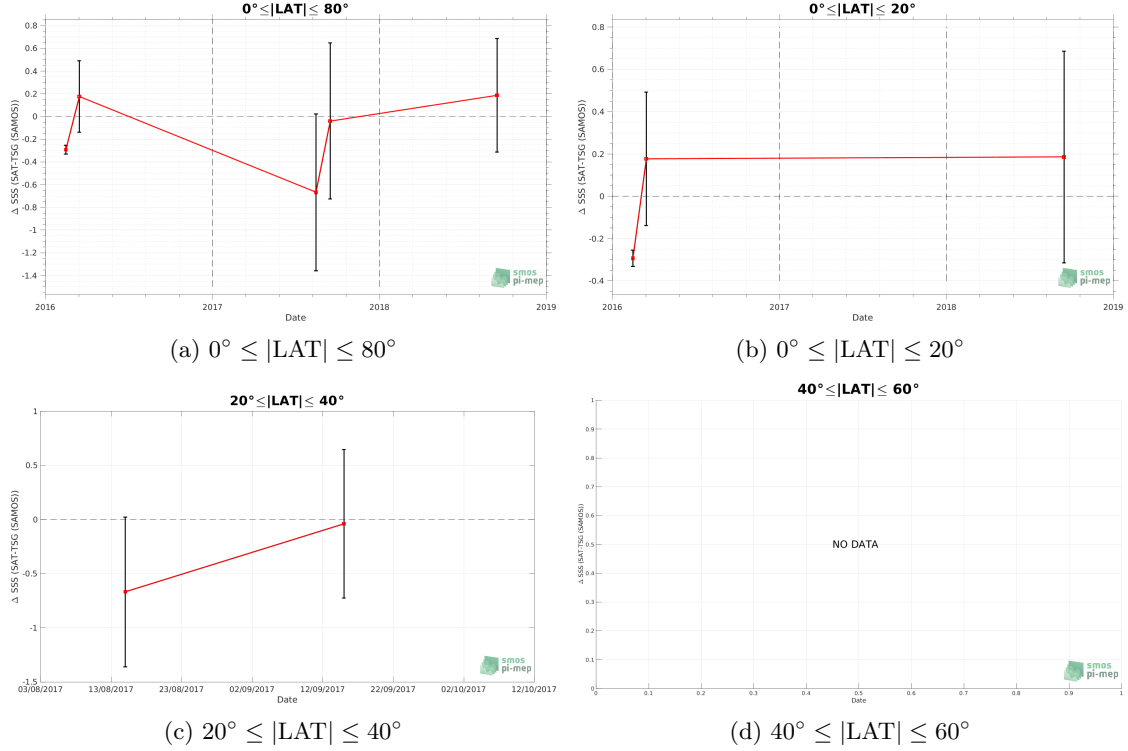 0°≤|LAT|≤ 80°
Δ SSS (SAT-TSG (SAMOS))
0.8
0.6
0.4
0.2
0
-0.2
-0.4
-0.6
-0.8
-1
-1.2
-1.4
2016
2017
2018
2019
Date
smos
pi-mep
(a) 0° ≤ |LAT| ≤ 80°
0°≤|LAT|≤ 20°
Δ SSS (SAT-TSG (SAMOS))
0.8
0.6
0.4
0.2
0
-0.2
-0.4
2016
2017
2018
2019
Date
smos
pi-mep
(b) 0° ≤ |LAT| ≤ 20°
20°≤|LAT|≤ 40°
Δ SSS (SAT-TSG (SAMOS))
1
0.5
0
-0.5
-1
-1.5
03/08/2017
13/08/2017
23/08/2017
02/09/2017
12/09/2017
22/09/2017
02/10/2017
12/10/2017
Date
smos
pi-mep
(c) 20° ≤ |LAT| ≤ 40°
40°≤|LAT|≤ 60°
Δ SSS (SAT-TSG (SAMOS))
1
0.9
0.8
0.7
0.6
0.5
0.4
0.3
0.2
0.1
0
NO DATA
0
0.1
0.2
0.3
0.4
0.5
0.6
0.7
0.8
0.9
1
Date
smos
pi-mep
(d) 40° ≤ |LAT| ≤ 60°